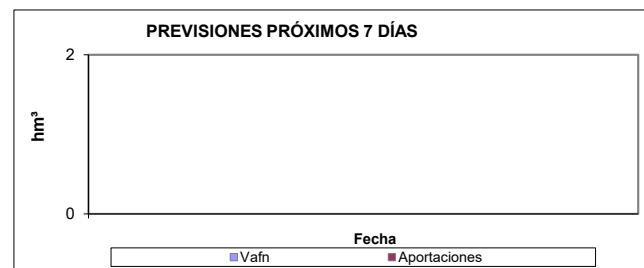 PREVISIONES PRÓXIMOS 7 DÍAS
2
hm³
0
Fecha
Vafn Aportaciones